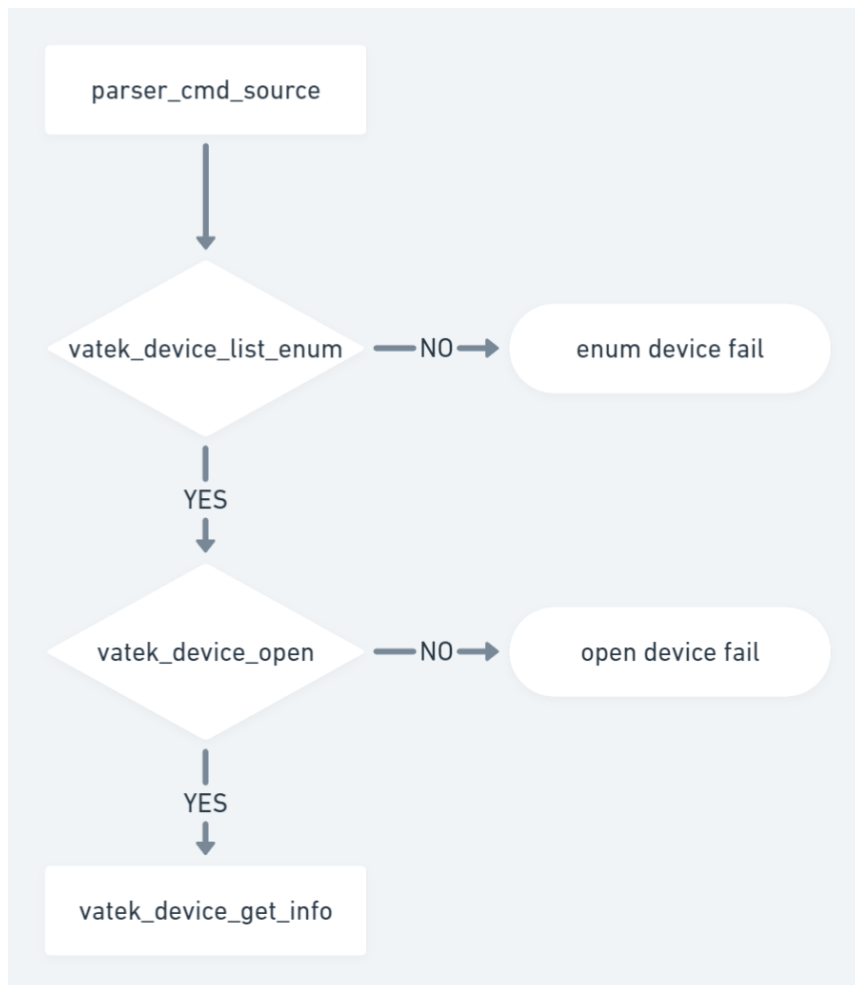 parser_cmd_source
vatek_device_list_enum
NO
enum device fail
YES
vatek_device_open
NO
open device fail
YES
vatek_device_get_info